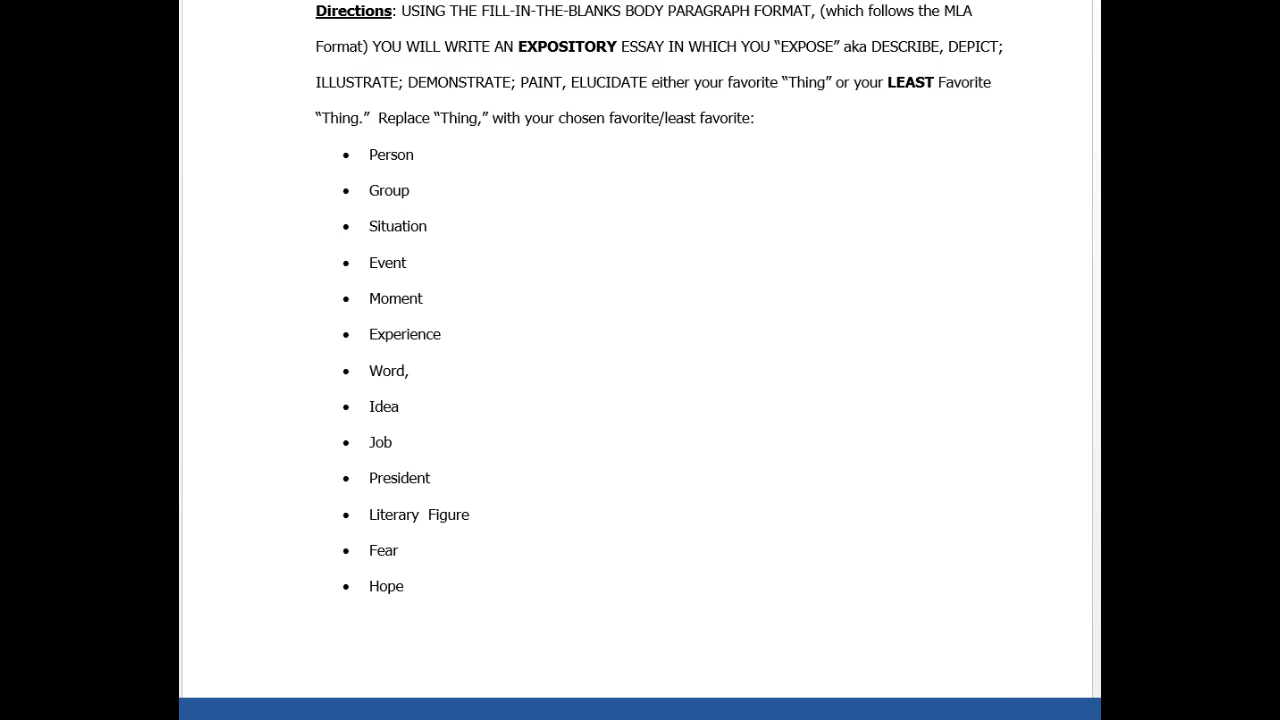 Directions: USING THE FILL-IN-THE-BLANKS BODY PARAGRAPH FORMAT, (which follows the MLA
Format) YOU WILL WRITE AN EXPOSITORY ESSAY IN WHICH YOU “EXPOSE” aka DESCRIBE, DEPICT;
ILLUSTRATE; DEMONSTRATE; PAINT, ELUCIDATE either your favorite “Thing” or your LEAST Favorite
“Thing.”  Replace “Thing,” with your chosen favorite/least favorite:
• Person
• Group
• Situation
• Event
• Moment
• Experience
• Word,
• Idea
• Job
• President
• Literary  Figure
• Fear
• Hope